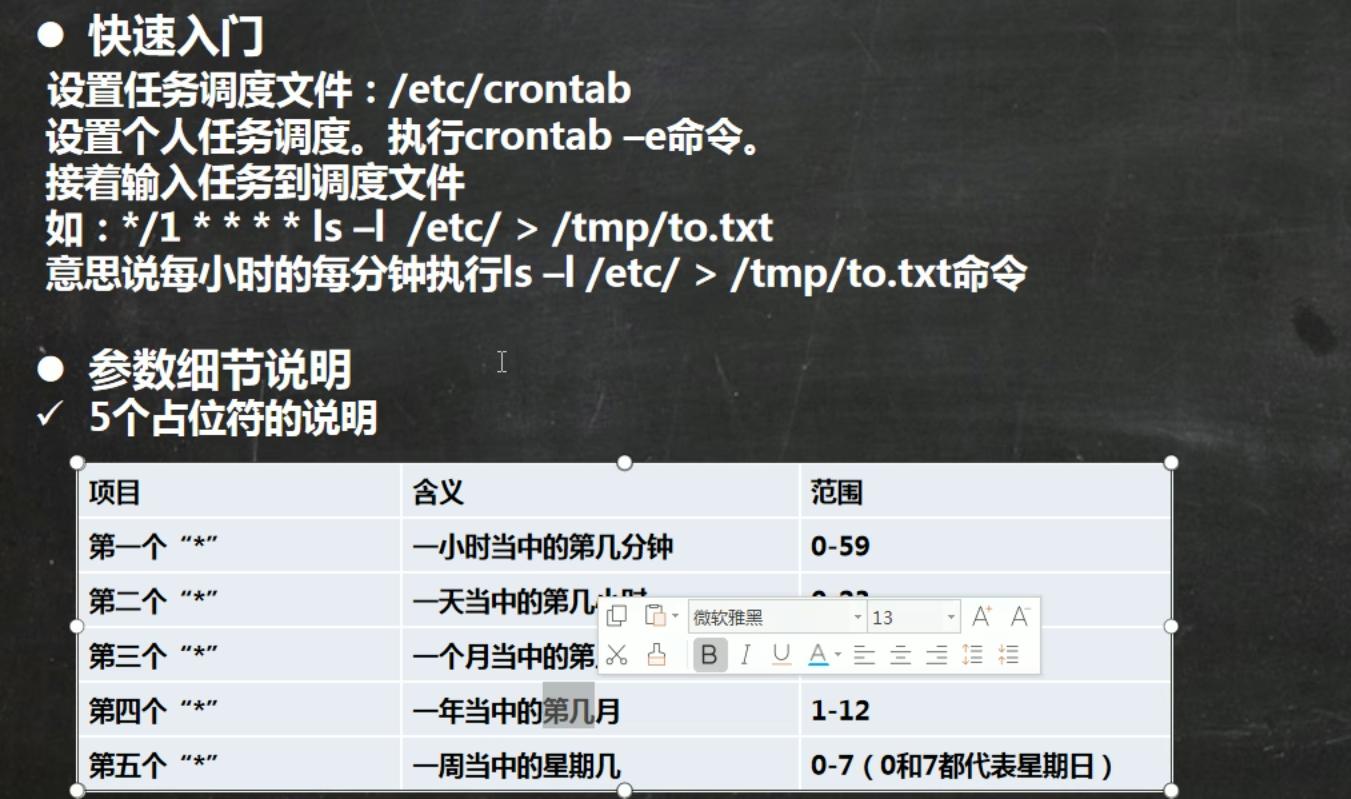 ● 快速入门
设置任务调度文件：/etc/crontab
设置个人任务调度。执行crontab –e命令。
接着输入任务到调度文件
如：*/1 * * * * ls –l  /etc/ > /tmp/to.txt
意思说每小时的每分钟执行ls –l /etc/ > /tmp/to.txt命令
● 参数细节说明
✓ 5个占位符的说明
项目 含义 范围
第一个“*” 一小时当中的第几分钟 0-59
第二个“*” 一天当中的第几
微软雅黑 13 A+ A-
第三个“*” 一个月当中的第
B I U A
第四个“*” 一年当中的第几月 1-12
第五个“*” 一周当中的星期几 0-7（0和7都代表星期日）